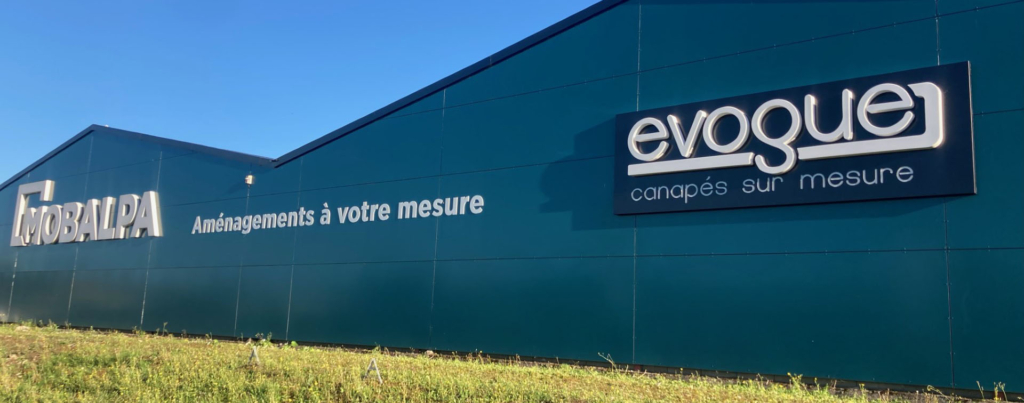 MOBALPA
Aménagements à votre mesure
evogue
canapés sur mesure